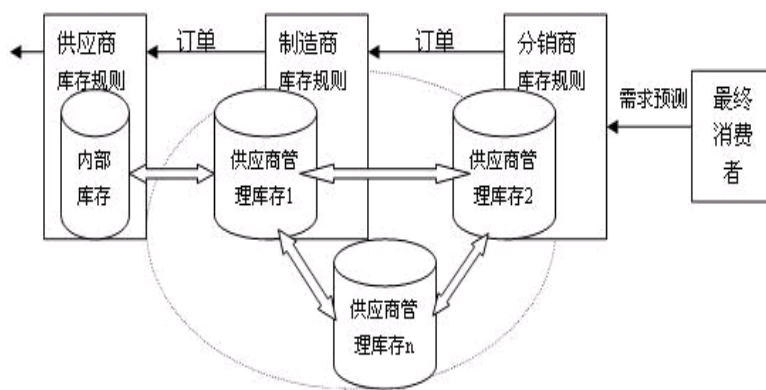 供应商
库存规则
订单
制造商
库存规则
订单
分销商
库存规则
需求预测
最终
消费
者
内部
库存
供应商管
理库存1
供应商管
理库存2
供应商管
理库存n